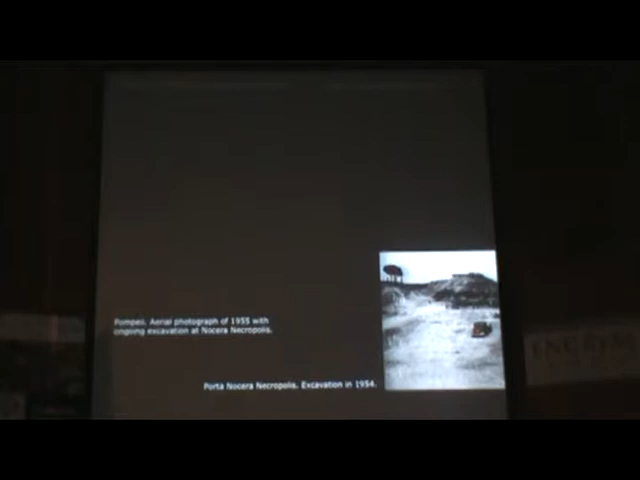 Pompeii. Aerial photograph of 1955 with
ongoing excavation at Nocera Necropolis.
Porta Nocera Necropolis. Excavation in 1954.